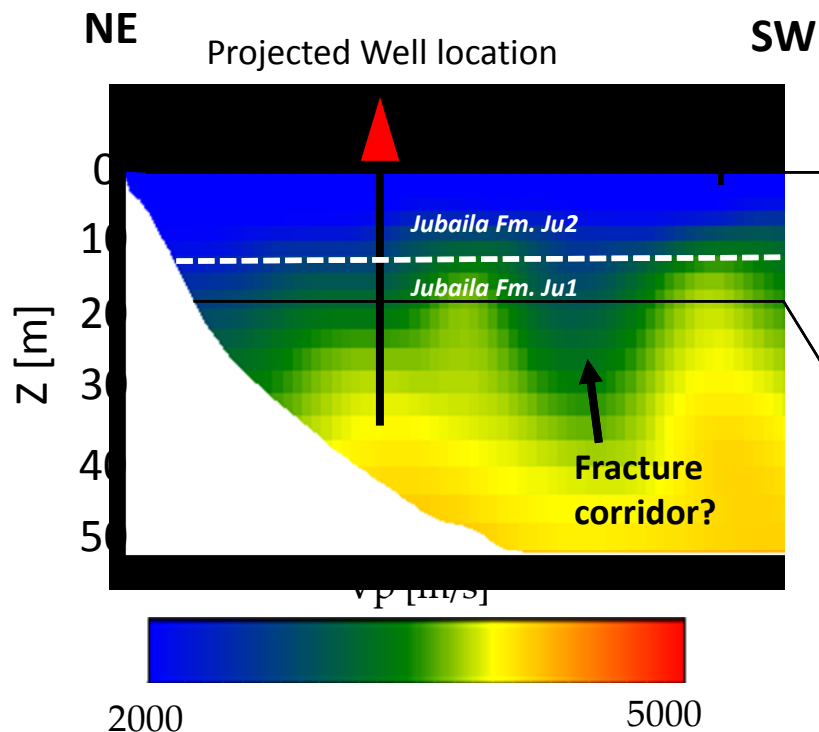 NE
SW
Projected Well location
0
10
20
30
40
50
Z [m]
Jubaila Fm. Ju2
Jubaila Fm. Ju1
Fracture
corridor?
Vp [m/s]
2000
5000